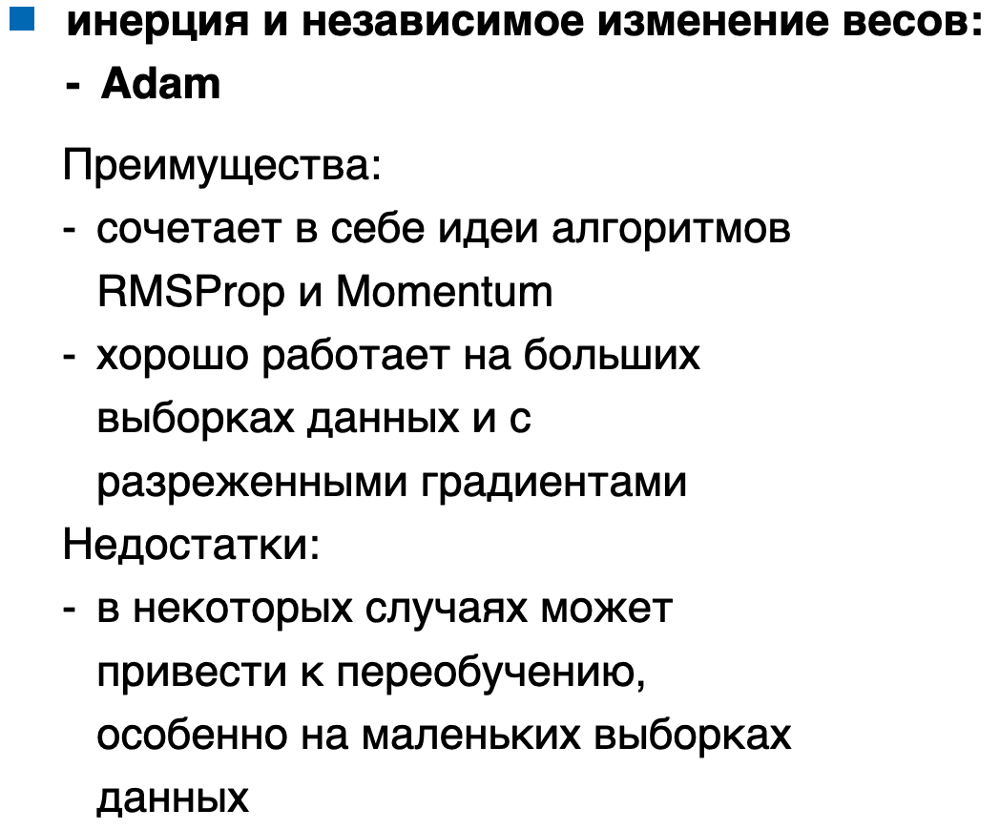 инерция и независимое изменение весов:
- Adam
Преимущества:
- сочетает в себе идеи алгоритмов
RMSProp и Momentum
- хорошо работает на больших
выборках данных и с
разреженными градиентами
Недостатки:
- в некоторых случаях может
привести к переобучению,
особенно на маленьких выборках
данных